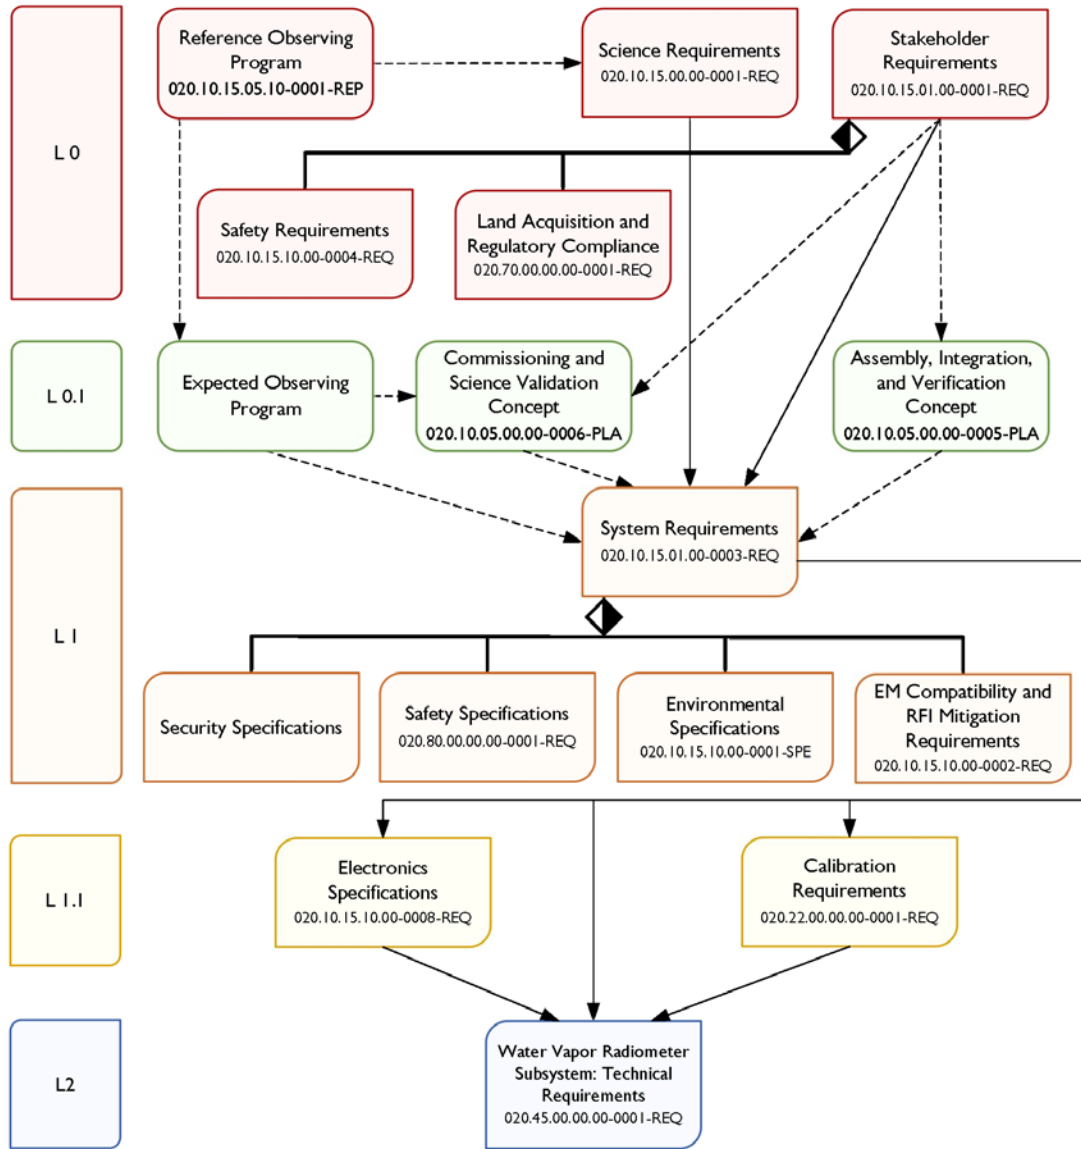 L 0
Reference Observing
Program
020.10.15.05.10-0001-REP
Science Requirements
020.10.15.00.00-0001-REQ
Stakeholder
Requirements
020.10.15.01.00-0001-REQ
Safety Requirements
020.10.15.10.00-0004-REQ
Land Acquisition and
Regulatory Compliance
020.70.00.00.00-0001-REQ
L 0.1
Expected Observing
Program
Commissioning and
Science Validation
Concept
020.10.05.00.00-0006-PLA
Assembly, Integration,
and Verification
Concept
020.10.05.00.00-0005-PLA
L 1
System Requirements
020.10.15.01.00-0003-REQ
Security Specifications
Safety Specifications
020.80.00.00.00-0001-REQ
Environmental
Specifications
020.10.15.10.00-0001-SPE
EM Compatibility and
RFI Mitigation
Requirements
020.10.15.10.00-0002-REQ
L 1.1
Electronics
Specifications
020.10.15.10.00-0008-REQ
Calibration
Requirements
020.22.00.00.00-0001-REQ
L2
Water Vapor Radiometer
Subsystem: Technical
Requirements
020.45.00.00.00-0001-REQ